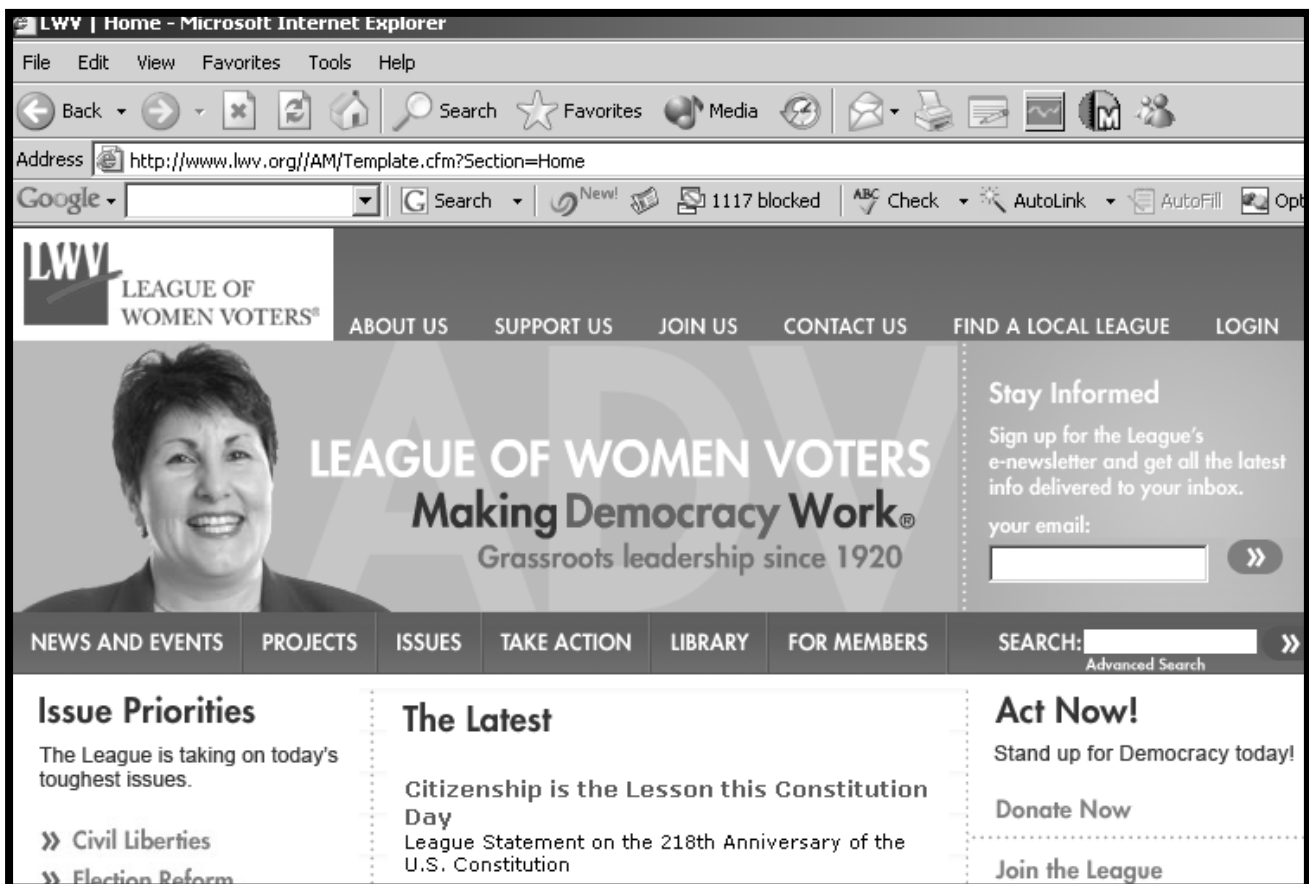 LWV | Home - Microsoft Internet Explorer
File Edit View Favorites Tools Help
Back Search Favorites Media
Address http://www.lwv.org//AM/Template.cfm?Section=Home
Google G Search New! 1117 blocked ABC Check AutoLink AutoFill Opt
LWV
LEAGUE OF
WOMEN VOTERS®
ABOUT US SUPPORT US JOIN US CONTACT US FIND A LOCAL LEAGUE LOGIN
ADV
LEAGUE OF WOMEN VOTERS
Making Democracy Work®
Grassroots leadership since 1920
Stay Informed
Sign up for the League's
e-newsletter and get all the latest
info delivered to your inbox.
your email:
»
NEWS AND EVENTS PROJECTS ISSUES TAKE ACTION LIBRARY FOR MEMBERS SEARCH: »
Advanced Search
Issue Priorities
The League is taking on today's
toughest issues.
» Civil Liberties
» Election Reform
The Latest
Citizenship is the Lesson this Constitution
Day
League Statement on the 218th Anniversary of the
U.S. Constitution
Act Now!
Stand up for Democracy today!
Donate Now
Join the League